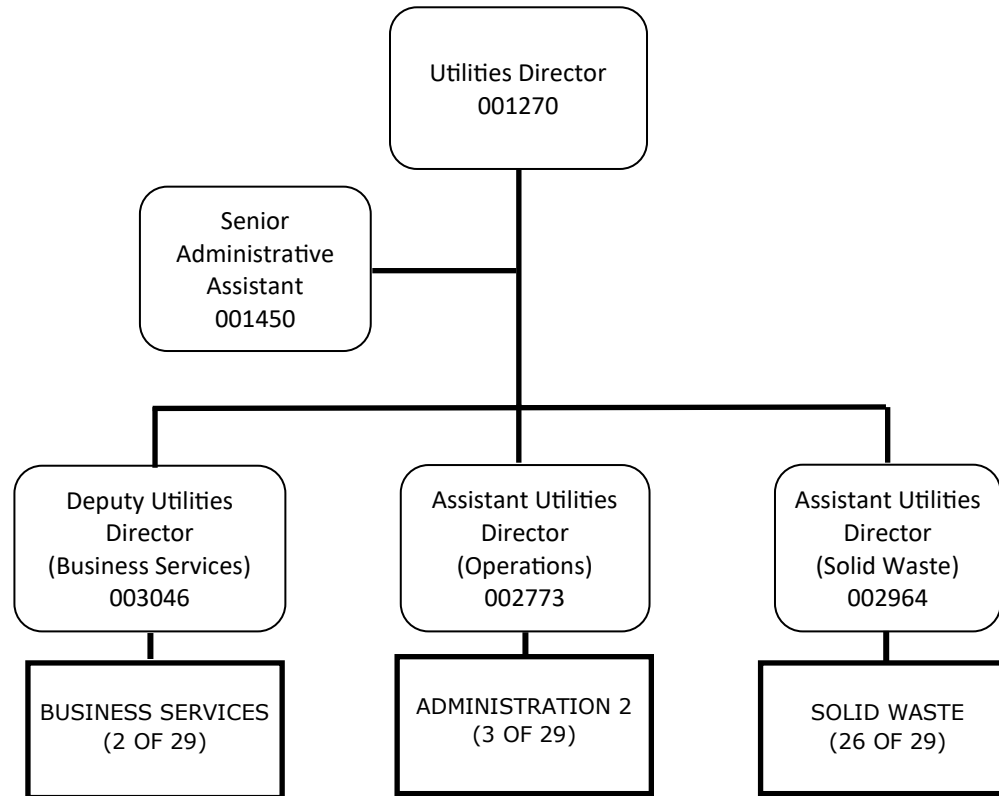 Utilities Director
001270
Senior
Administrative
Assistant
001450
Deputy Utilities
Director
(Business Services)
003046
Assistant Utilities
Director
(Operations)
002773
Assistant Utilities
Director
(Solid Waste)
002964
BUSINESS SERVICES
(2 OF 29)
ADMINISTRATION 2
(3 OF 29)
SOLID WASTE
(26 OF 29)